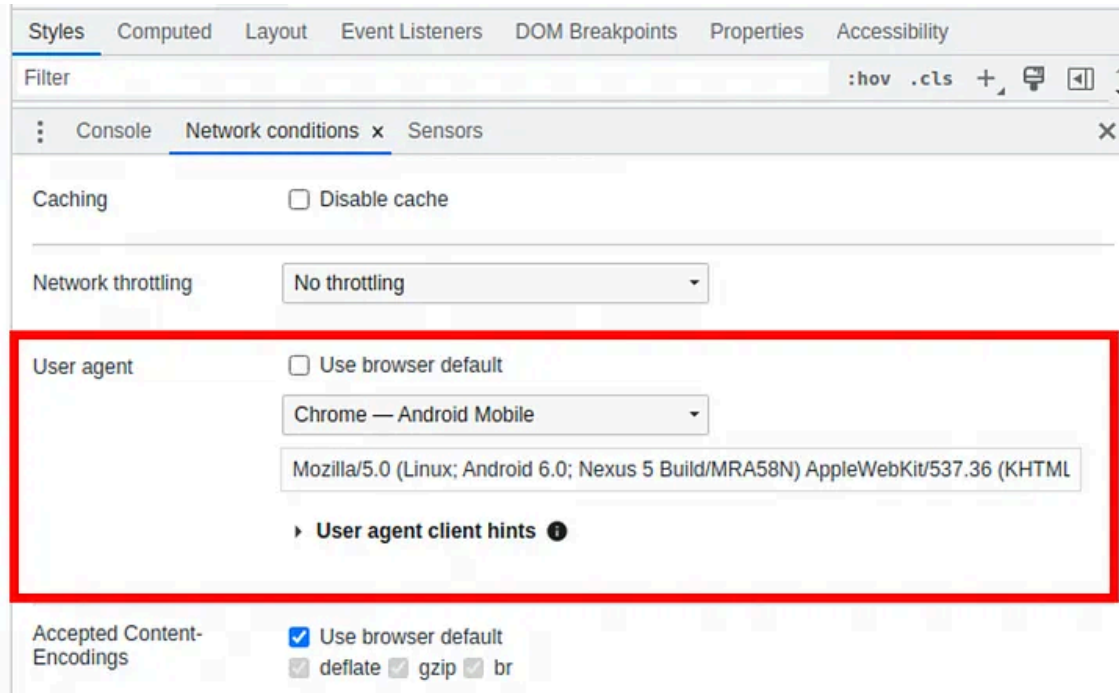 Styles Computed Layout Event Listeners DOM Breakpoints Properties Accessibility
Filter :hov .cls
Console Network conditions x Sensors
Caching Disable cache
Network throttling No throttling
User agent Use browser default
Chrome — Android Mobile
Mozilla/5.0 (Linux; Android 6.0; Nexus 5 Build/MRA58N) AppleWebKit/537.36 (KHTML
User agent client hints
Accepted Content-
Encodings
Use browser default
deflate gzip br